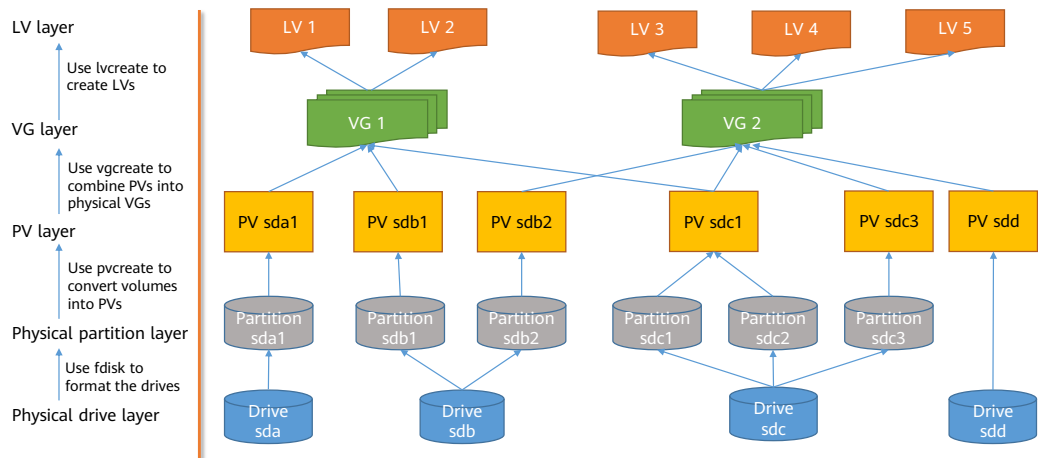 LV layer
LV 1
LV 2
LV 3
LV 4
LV 5
Use lvcreate to
create LVs
VG layer
VG 1
VG 2
Use vgcreate to
combine PVs into
physical VGs
PV layer
PV sda1
PV sdb1
PV sdb2
PV sdc1
PV sdc3
PV sdd
Use pvcreate to
convert volumes
into PVs
Physical partition layer
Partition
sda1
Partition
sdb1
Partition
sdb2
Partition
sdc1
Partition
sdc2
Partition
sdc3
Use fdisk to
format the drives
Physical drive layer
Drive
sda
Drive
sdb
Drive
sdc
Drive
sdd